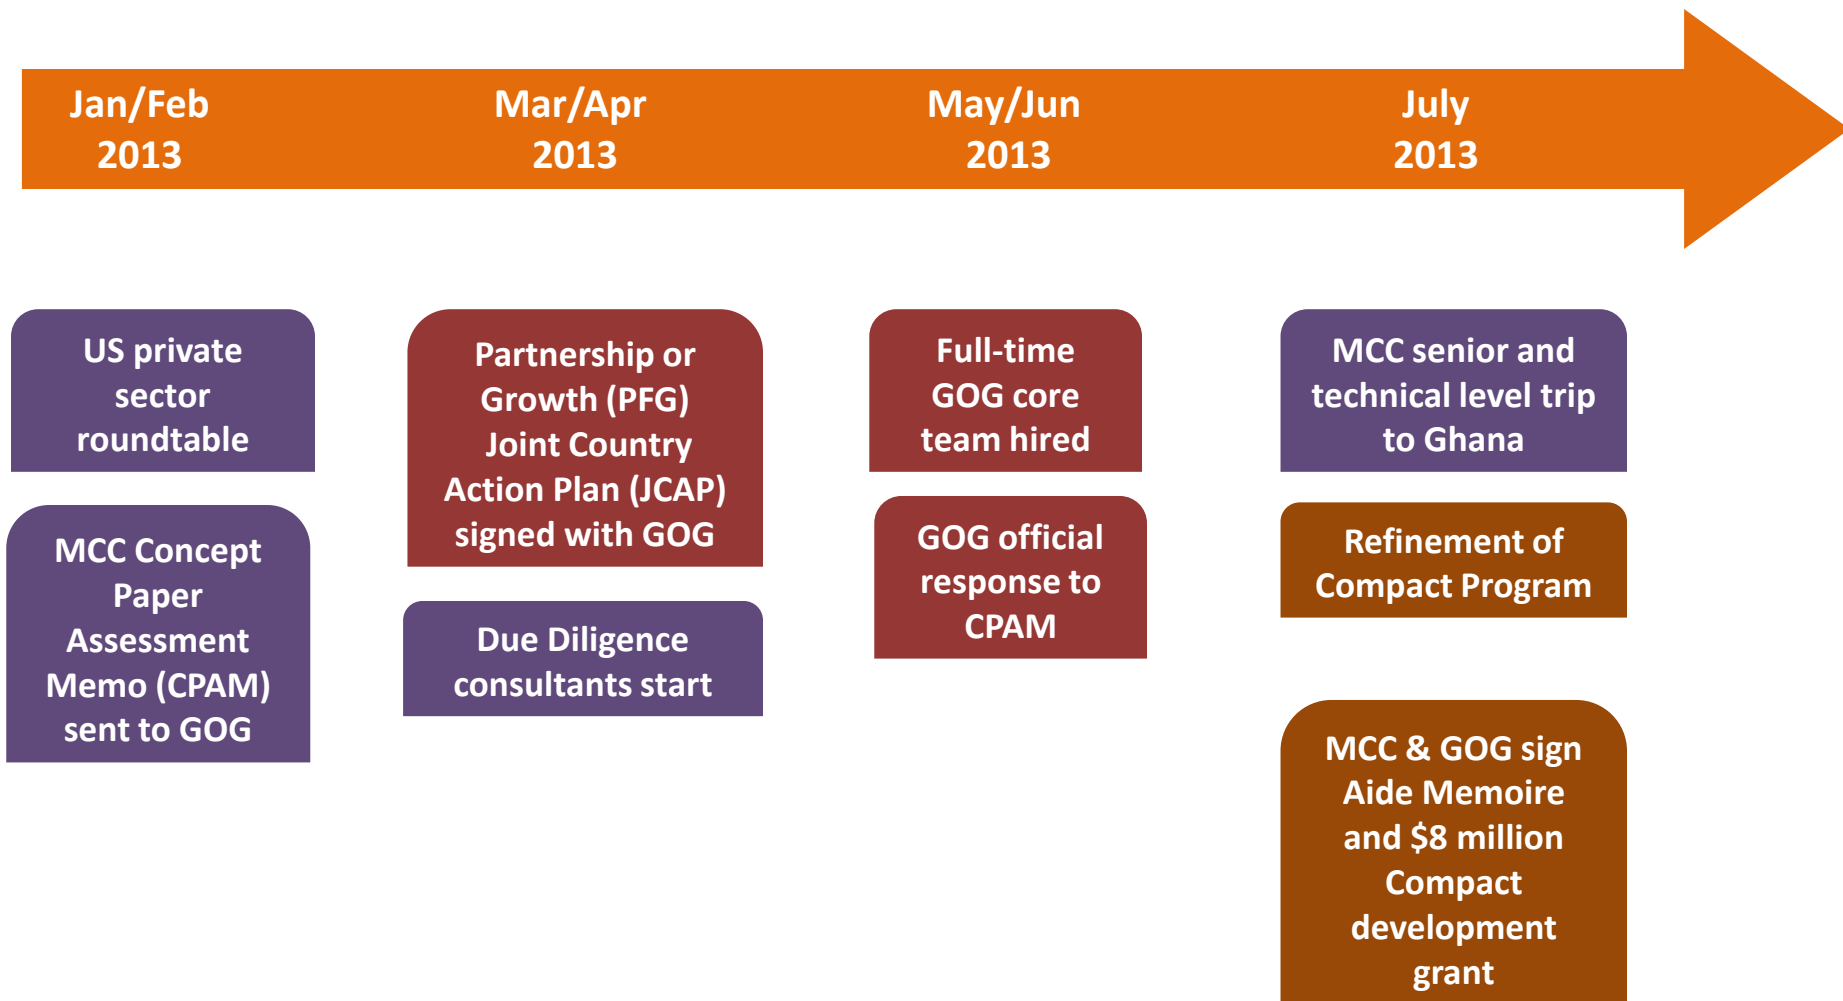 Jan/Feb
2013
Mar/Apr
2013
May/Jun
2013
July
2013
US private
sector
roundtable
MCC Concept
Paper
Assessment
Memo (CPAM)
sent to GOG
Partnership or
Growth (PFG)
Joint Country
Action Plan (JCAP)
signed with GOG
Due Diligence
consultants start
Full-time
GOG core
team hired
GOG official
response to
CPAM
MCC senior and
technical level trip
to Ghana
Refinement of
Compact Program
MCC & GOG sign
Aide Memoire
and $8 million
Compact
development
grant